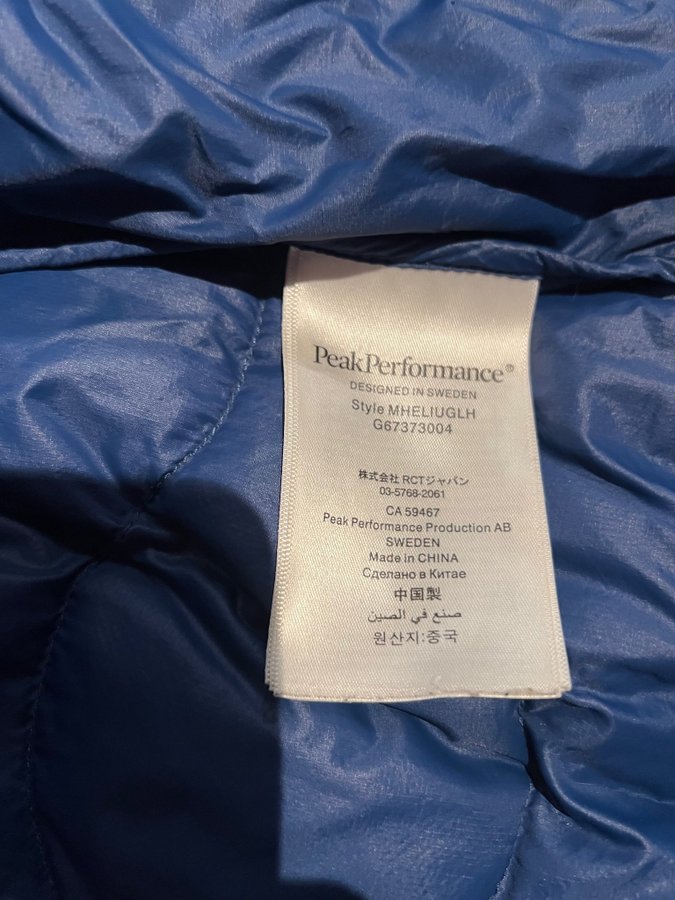 PeakPerformance®
DESIGNED IN SWEDEN
Style MHELIUGLH
G67373004
株式会社 RCTジャパン
03-5768-2061
CA 59467
Peak Performance Production AB
SWEDEN
Made in CHINA
Сделано в Китае
中国製
صنع في الصين
원산지:중국